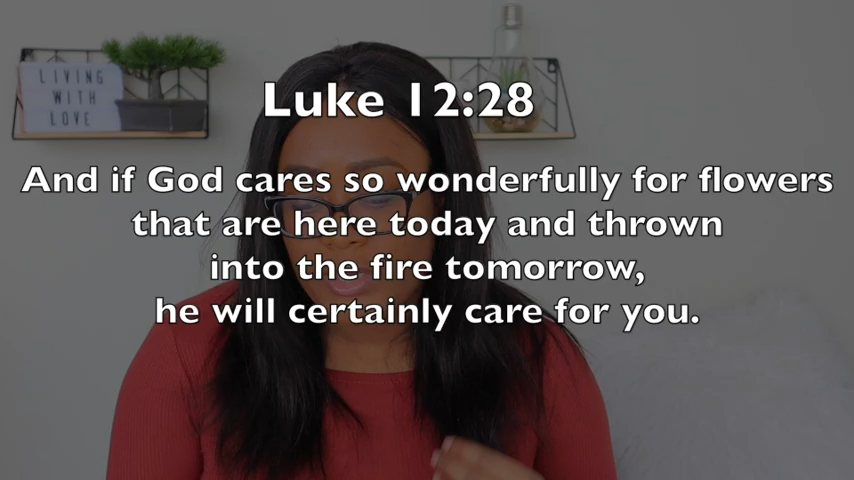 LIVING
WITH
LOVE
Luke 12:28
And if God cares so wonderfully for flowers
that are here today and thrown
into the fire tomorrow,
he will certainly care for you.